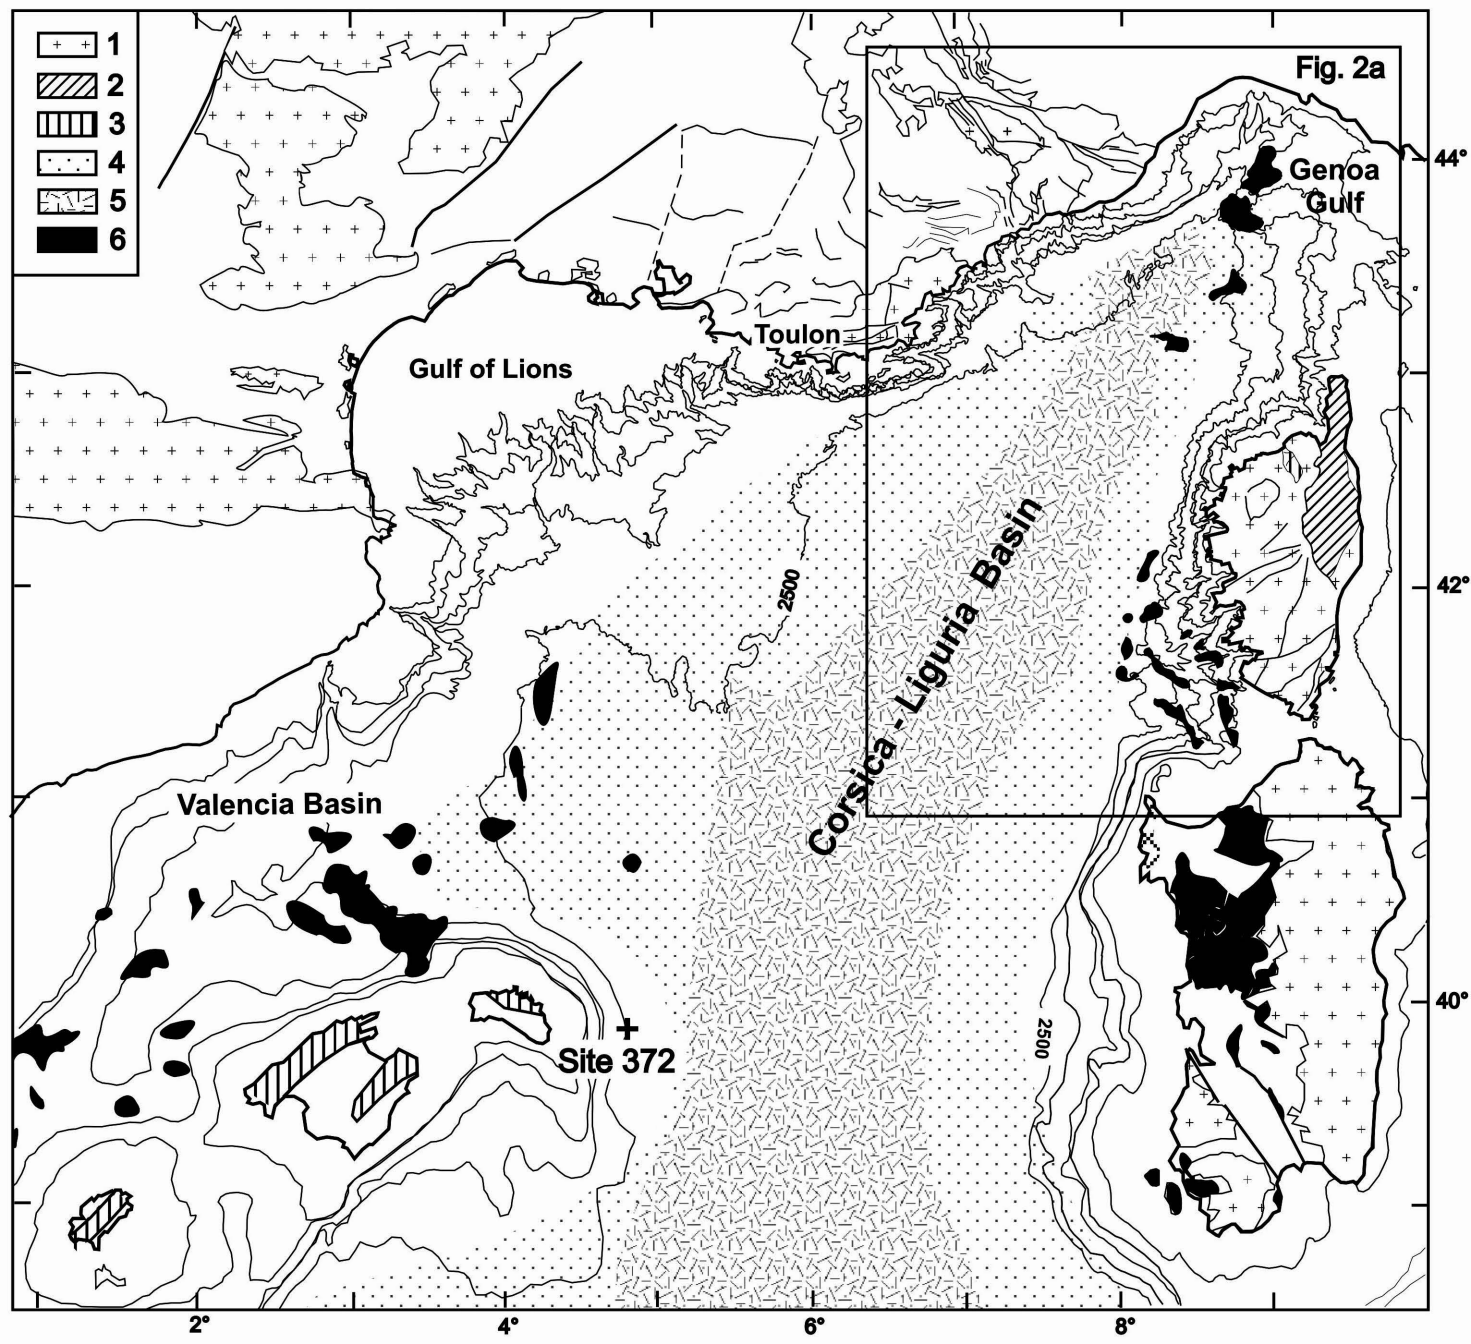 1
2
3
4
5
6
Fig. 2a
44°
Genoa
Gulf
Toulon
Gulf of Lions
2500
42°
Corsica - Liguria Basin
Valencia Basin
40°
2500
Site 372
2°
4°
6°
8°